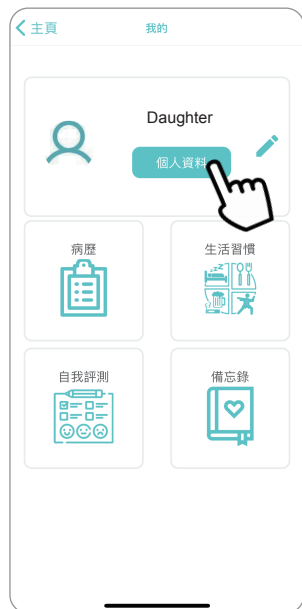 主頁
我的
Daughter
個人資料
病歷
生活習慣
自我評測
備忘錄